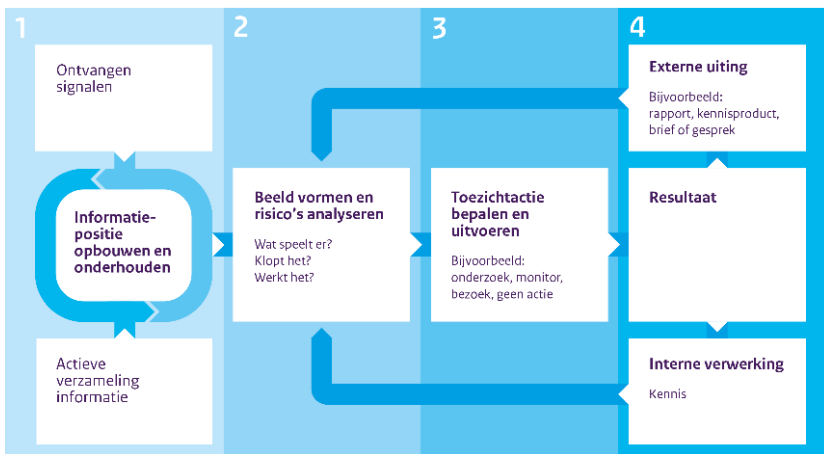 1
Ontvangen
signalen
Informatie-
positie
opbouwen en
onderhouden
Actieve
verzameling
informatie
2
Beeld vormen en
risico's analyseren
Wat speelt er?
Klopt het?
Werkt het?
3
Toezichtactie
bepalen en
uitvoeren
Bijvoorbeeld:
onderzoek, monitor,
bezoek, geen actie
4
Externe uiting
Bijvoorbeeld:
rapport, kennisproduct,
brief of gesprek
Resultaat
Interne verwerking
Kennis